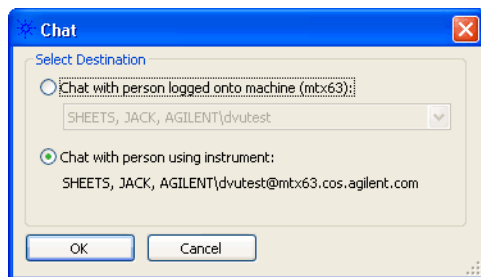 Chat
Select Destination
Chat with person logged onto machine (mtx63):
SHEETS, JACK, AGILENT\dvutest
Chat with person using instrument:
SHEETS, JACK, AGILENT\dvutest@mtx63.cos.agilent.com
OK Cancel